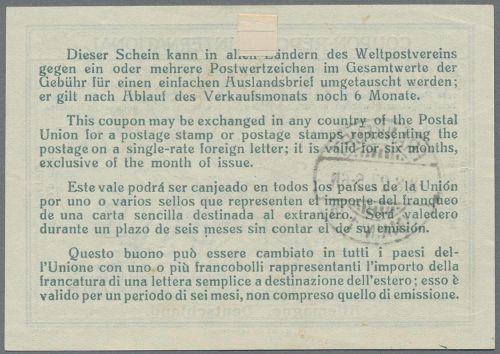 Dieser Schein kann in allen Ländern des Weltpostvereins
gegen ein oder mehrere Postwertzeichen im Gesamtwerte der
Gebühr für einen einfachen Auslandsbrief umgetauscht werden;
er gilt nach Ablauf des Verkaufsmonats noch 6 Monate.
This coupon may be exchanged in any country of the Postal
Union for a postage stamp or postage stamps representing the
postage on a single-rate foreign letter; it is valid for six months,
exclusive of the month of issue.
Este vale podrá ser canjeado en todos los países de la Unión
por uno o varios sellos que representen el importe del franqueo
de una carta sencilla destinada al extranjero. Será valedero
durante un plazo de seis meses sin contar el de su emisión.
Questo buono può essere cambiato in tutti i paesi del-
l'Unione con uno o più francobolli rappresentanti l'importo della
francatura di una lettera semplice a destinazione dell'estero; esso è
valido per un periodo di sei mesi, non compreso quello di emissione.